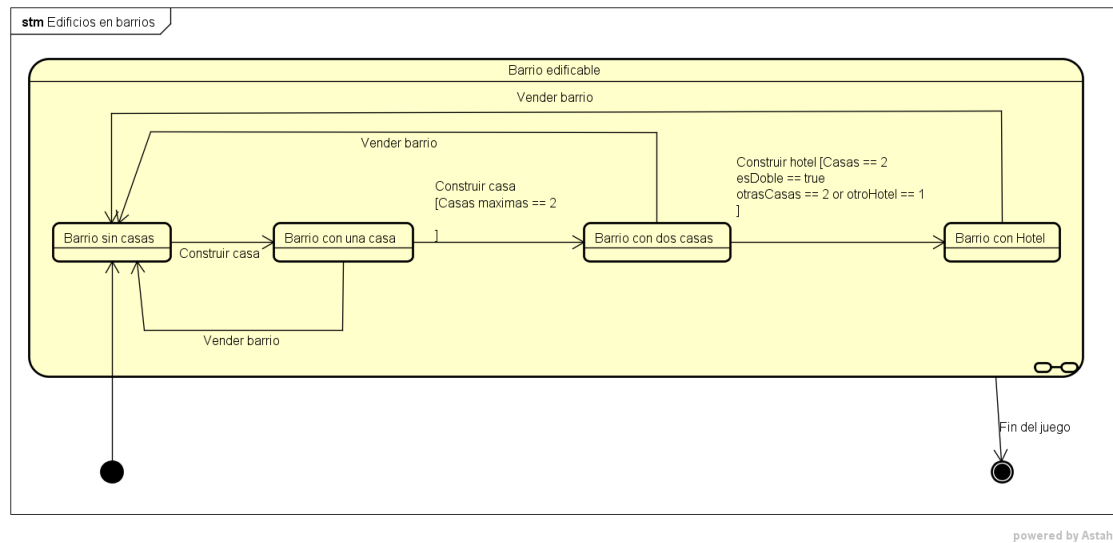 stm Edificios en barrios
Barrio edificable
Vender barrio
Vender barrio
Construir hotel [Casas == 2
esDoble == true
otrasCasas == 2 or otroHotel == 1
]
Construir casa
[Casas maximas == 2
]
Barrio sin casas
Construir casa
Barrio con una casa
Barrio con dos casas
Barrio con Hotel
Vender barrio
Fin del juego
powered by Astah